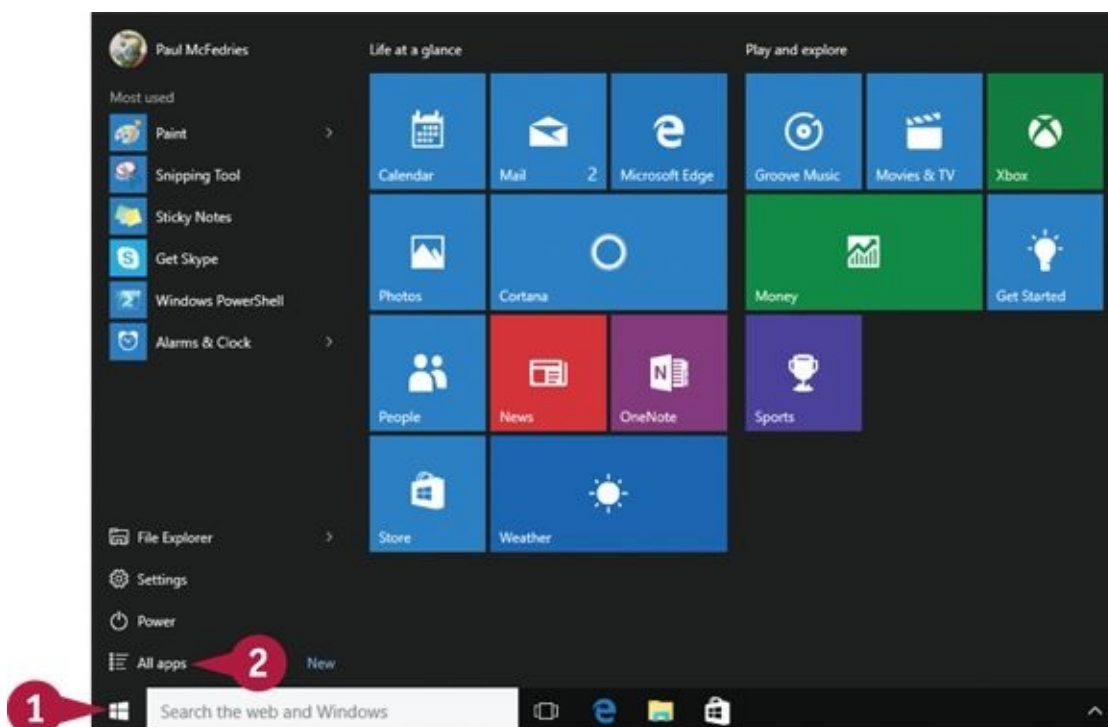 Paul McFedries
Life at a glance
Play and explore
Most used
Paint
Snipping Tool
Sticky Notes
Get Skype
Windows PowerShell
Alarms & Clock
Calendar
Mail 2
Microsoft Edge
Groove Music
Movies & TV
Xbox
Photos
Cortana
Money
Get Started
People
News
OneNote
Sports
Store
Weather
File Explorer
Settings
Power
All apps
2
New
1
Search the web and Windows